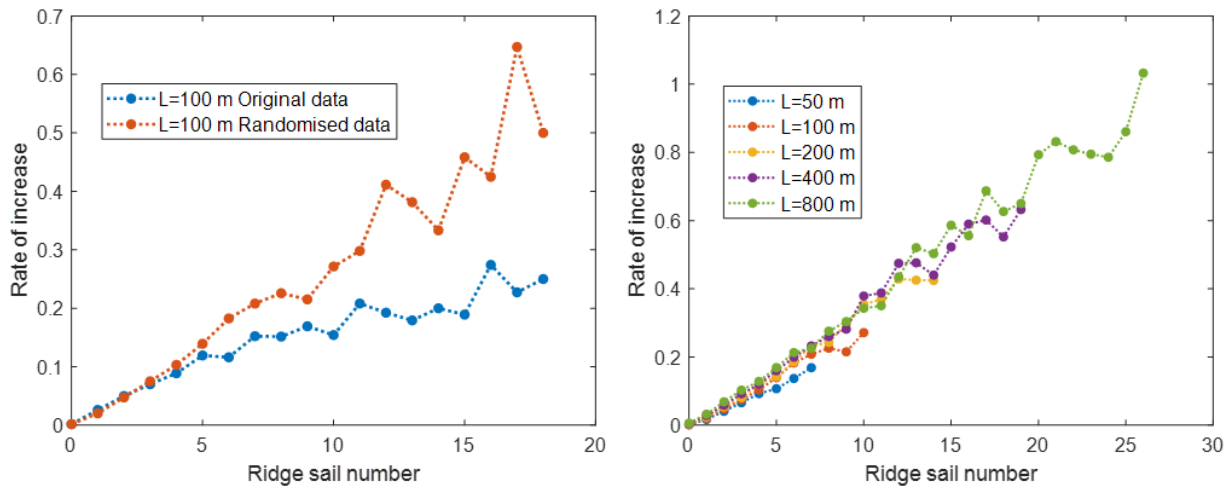 0.7
0.6
0.5
0.4
0.3
0.2
0.1
0
0
5
10
15
20
Rate of increase
Ridge sail number
L=100 m Original data
L=100 m Randomised data
1.2
1
0.8
0.6
0.4
0.2
0
0
5
10
15
20
25
30
Rate of increase
Ridge sail number
L=50 m
L=100 m
L=200 m
L=400 m
L=800 m